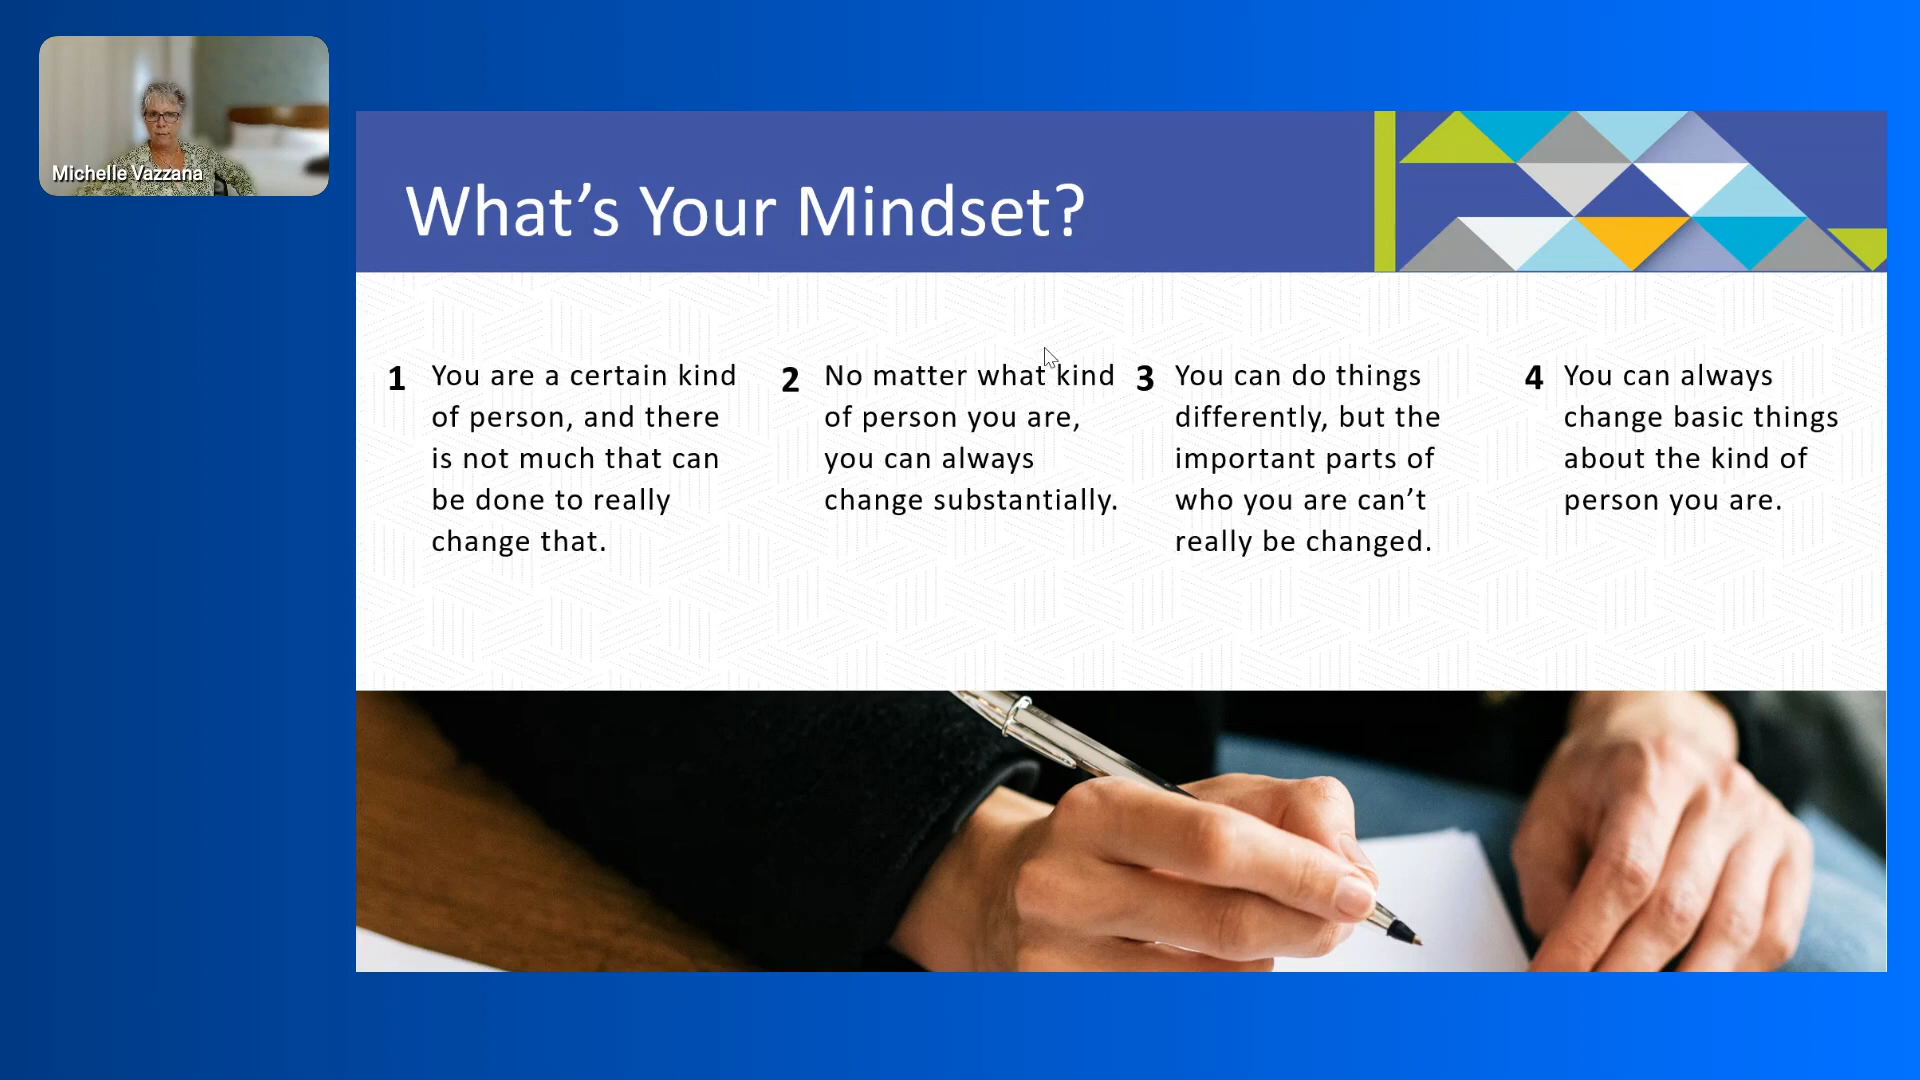 Michelle Vazzana
What's Your Mindset?
1 You are a certain kind
of person, and there
is not much that can
be done to really
change that.
2 No matter what kind
of person you are,
you can always
change substantially.
3 You can do things
differently, but the
important parts of
who you are can't
really be changed.
4 You can always
change basic things
about the kind of
person you are.